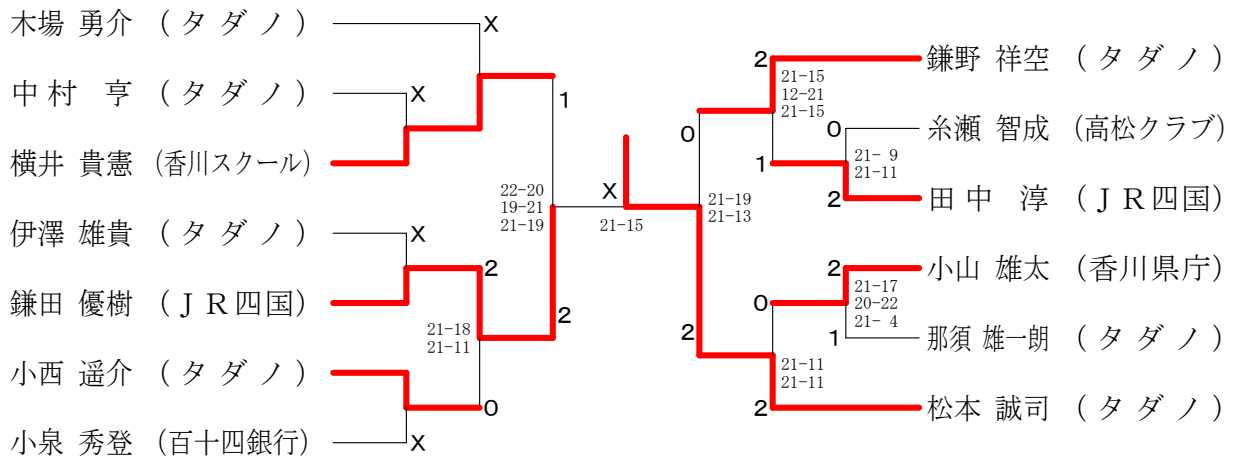 木場 勇介 （ タ ダ ノ ）
X
中 村　亨 （ タ ダ ノ ）
X
横井 貴憲 （香川スクール）
1
伊澤 雄貴 （ タ ダ ノ ）
X
鎌田 優樹 （ Ｊ Ｒ 四 国 ）
2
21-18
21-11
小西 遥介 （ タ ダ ノ ）
0
小泉 秀登 （百十四銀行）
X
22-20
19-21
21-19
2
X
21-15
鎌野 祥空 （ タ ダ ノ ）
2
21-15
12-21
21-15
糸瀬 智成 （高松クラブ）
0
21- 9
21-11
1
田 中　淳 （ Ｊ Ｒ 四 国 ）
2
0
21-19
21-13
小山 雄太 （香川県庁）
2
21-17
20-22
21- 4
0
那須 雄一朗 （ タ ダ ノ ）
1
2
21-11
21-11
松本 誠司 （ タ ダ ノ ）
2